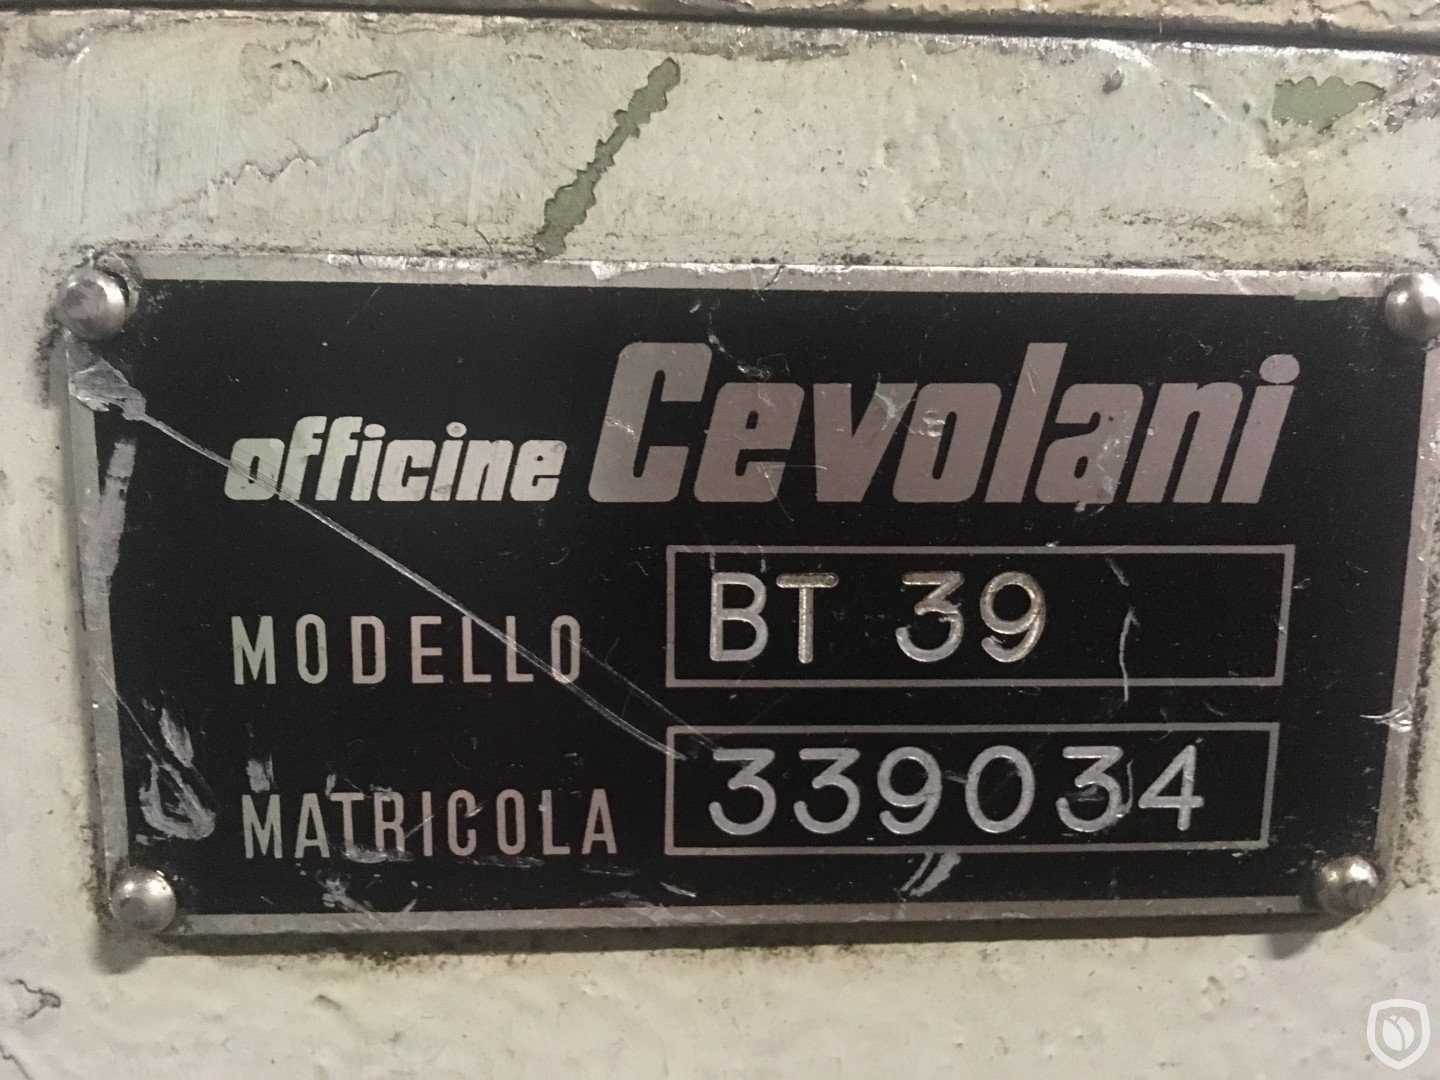 officine Cevolani
MODELLO BT 39
MATRICOLA 339034